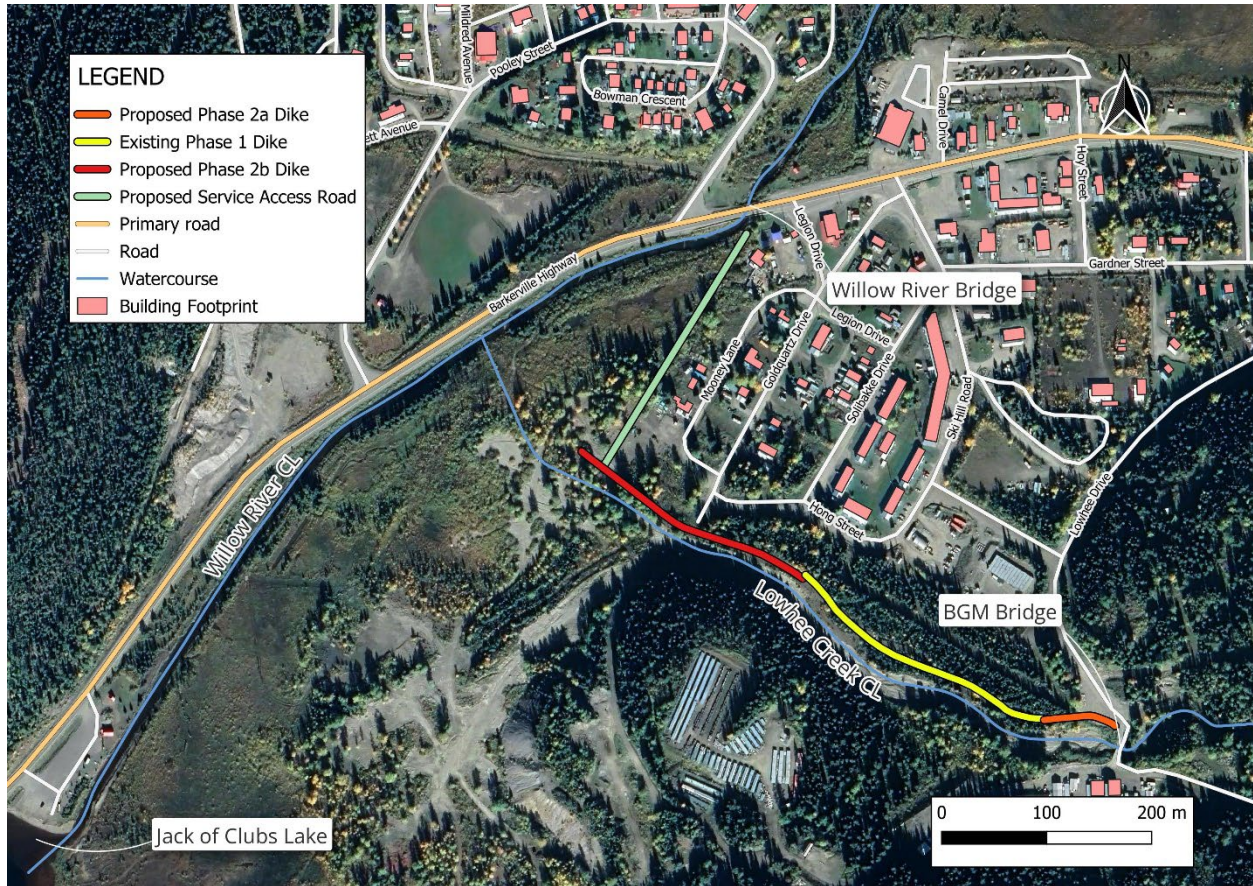 LEGEND
Proposed Phase 2a Dike
Existing Phase 1 Dike
Proposed Phase 2b Dike
Proposed Service Access Road
Primary road
Road
Watercourse
Building Footprint
Mildred Avenue
Pooley Street
Bowman Crescent
ett Avenue
Carnel Drive
N
Hoy Street
Legion Drive
Gardner Street
Barkerville Highway
Willow River Bridge
Legion Drive
Mooney Lane
Goldquartz Drive
Solibakke Drive
Ski Hill Road
Lowhee Drive
Hong Street
Willow River CL
Lowhee Creek CL
BGM Bridge
Jack of Clubs Lake
0 100 200 m